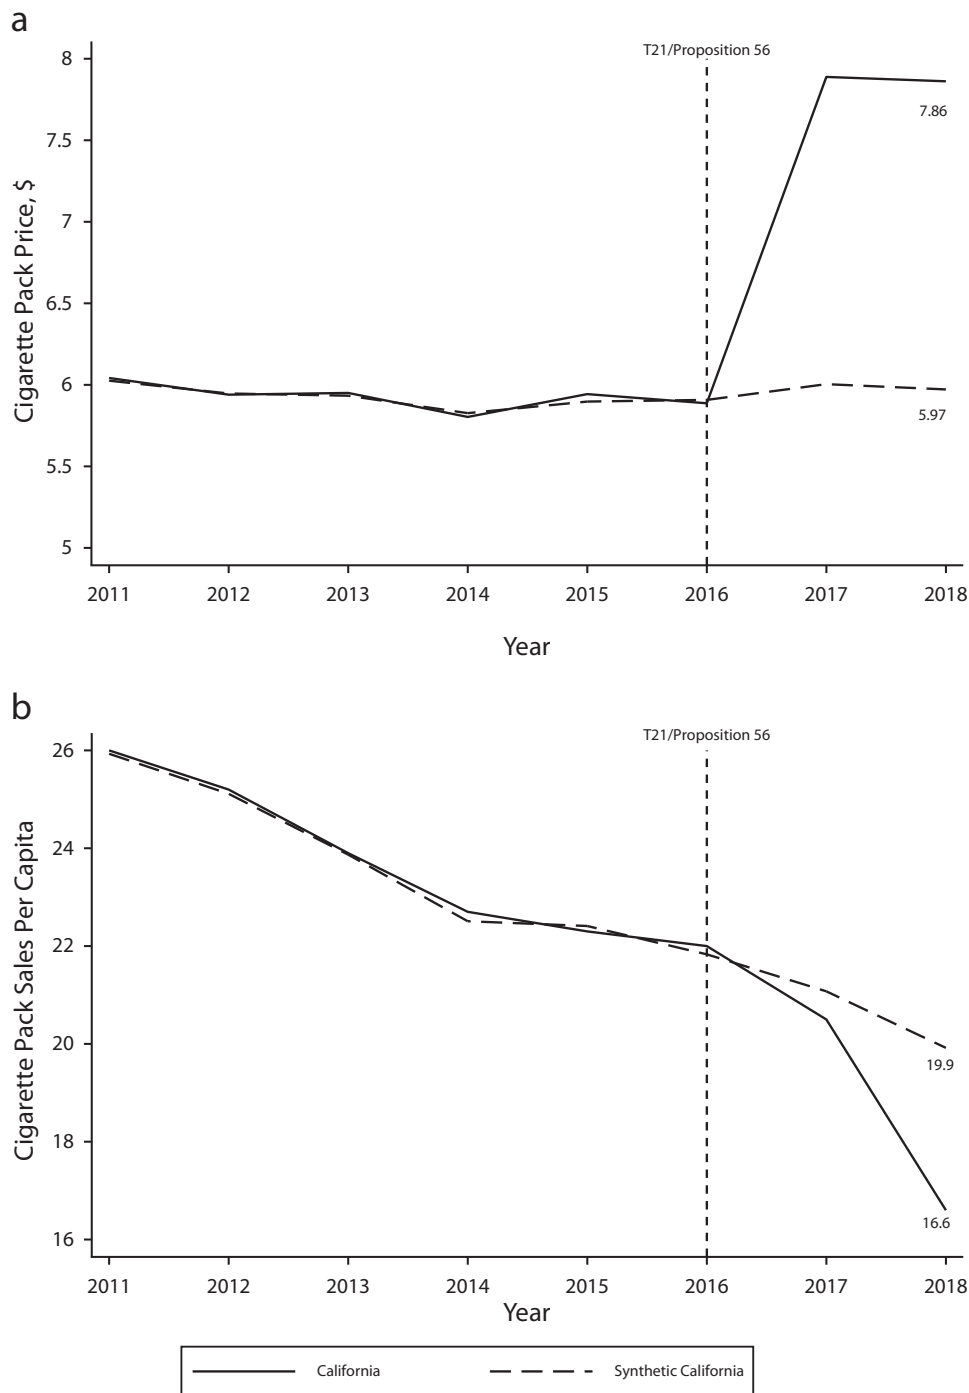 a
T21/Proposition 56
8
7.5
7
6.5
6
5.5
5
Cigarette Pack Price, $
7.86
5.97
2011 2012 2013 2014 2015 2016 2017 2018
Year
b
T21/Proposition 56
26
24
22
20
18
16
Cigarette Pack Sales Per Capita
19.9
16.6
2011 2012 2013 2014 2015 2016 2017 2018
Year
California Synthetic California